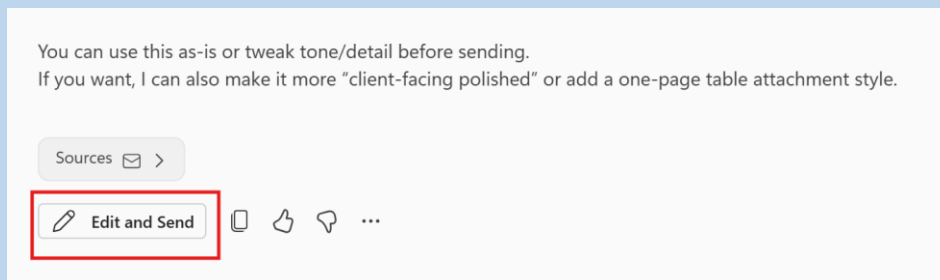 You can use this as-is or tweak tone/detail before sending.
If you want, I can also make it more “client-facing polished” or add a one-page table attachment style.
Sources
Edit and Send